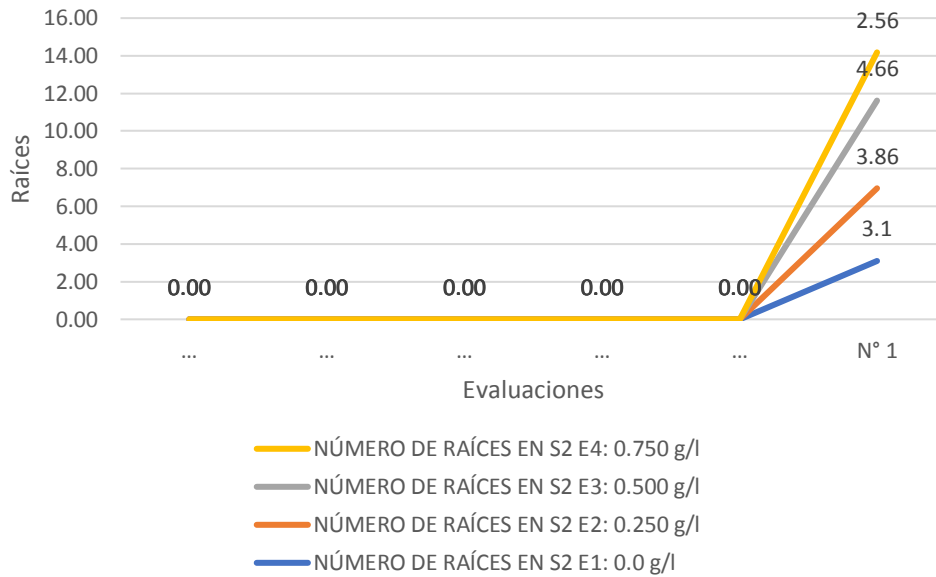 16.00
14.00
12.00
10.00
8.00
6.00
4.00
2.00
0.00
Raíces
2.56
4.66
3.86
3.1
0.00 0.00 0.00 0.00 0.00
... ... ... ... ... N° 1
Evaluaciones
NÚMERO DE RAÍCES EN S2 E4: 0.750 g/l
NÚMERO DE RAÍCES EN S2 E3: 0.500 g/l
NÚMERO DE RAÍCES EN S2 E2: 0.250 g/l
NÚMERO DE RAÍCES EN S2 E1: 0.0 g/l